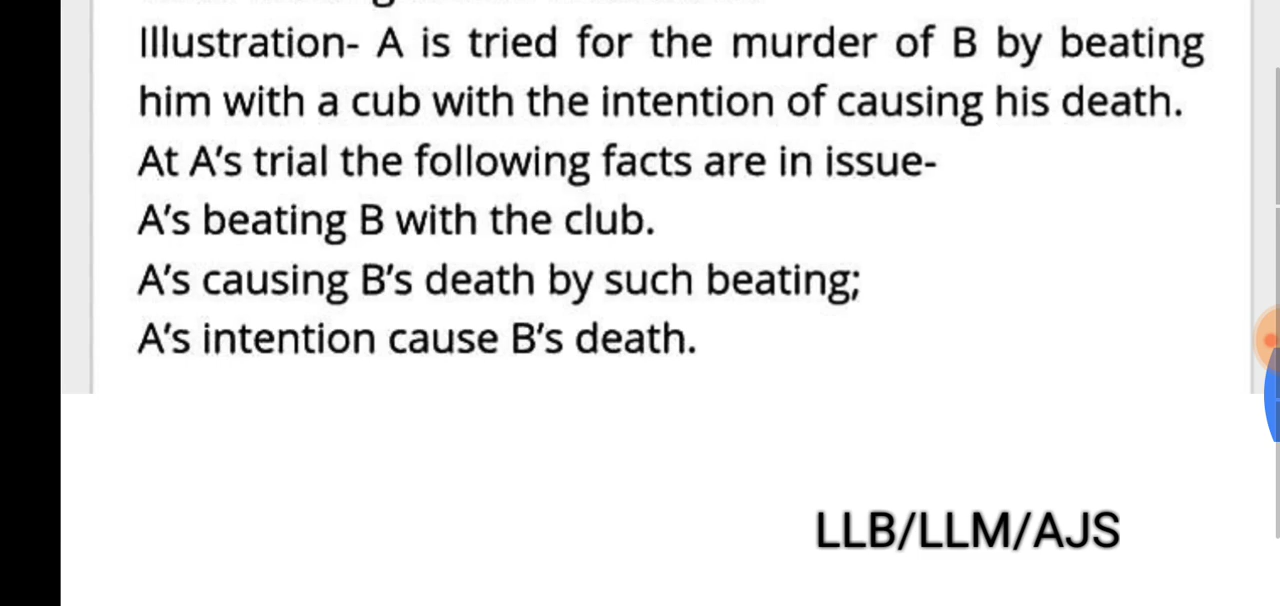 Illustration- A is tried for the murder of B by beating
him with a cub with the intention of causing his death.
At A's trial the following facts are in issue-
A's beating B with the club.
A's causing B's death by such beating;
A's intention cause B's death.
LLB/LLM/AJS